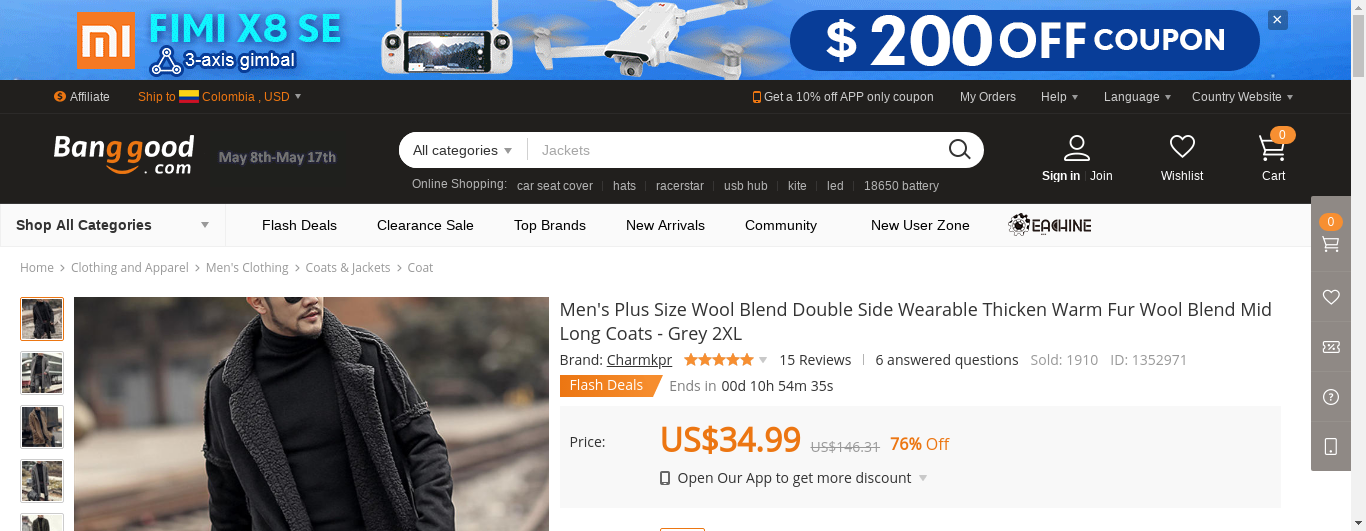 FIMI X8 SE
3-axis gimbal
$ 200 OFF COUPON
Affiliate
Ship to Colombia , USD
Get a 10% off APP only coupon
My Orders
Help
Language
Country Website
Banggood.com
May 8th-May 17th
All categories
Jackets
0
Sign in Join
Wishlist
Cart
Online Shopping: car seat cover hats racerstar usb hub kite led 18650 battery
Shop All Categories
Flash Deals
Clearance Sale
Top Brands
New Arrivals
Community
New User Zone
EACHINE
0
Home > Clothing and Apparel > Men's Clothing > Coats & Jackets > Coat
Men's Plus Size Wool Blend Double Side Wearable Thicken Warm Fur Wool Blend Mid
Long Coats - Grey 2XL
Brand: Charmkpr 15 Reviews 6 answered questions Sold: 1910 ID: 1352971
Flash Deals Ends in 00d 10h 54m 35s
Price: US$34.99 US$146.31 76% Off
Open Our App to get more discount